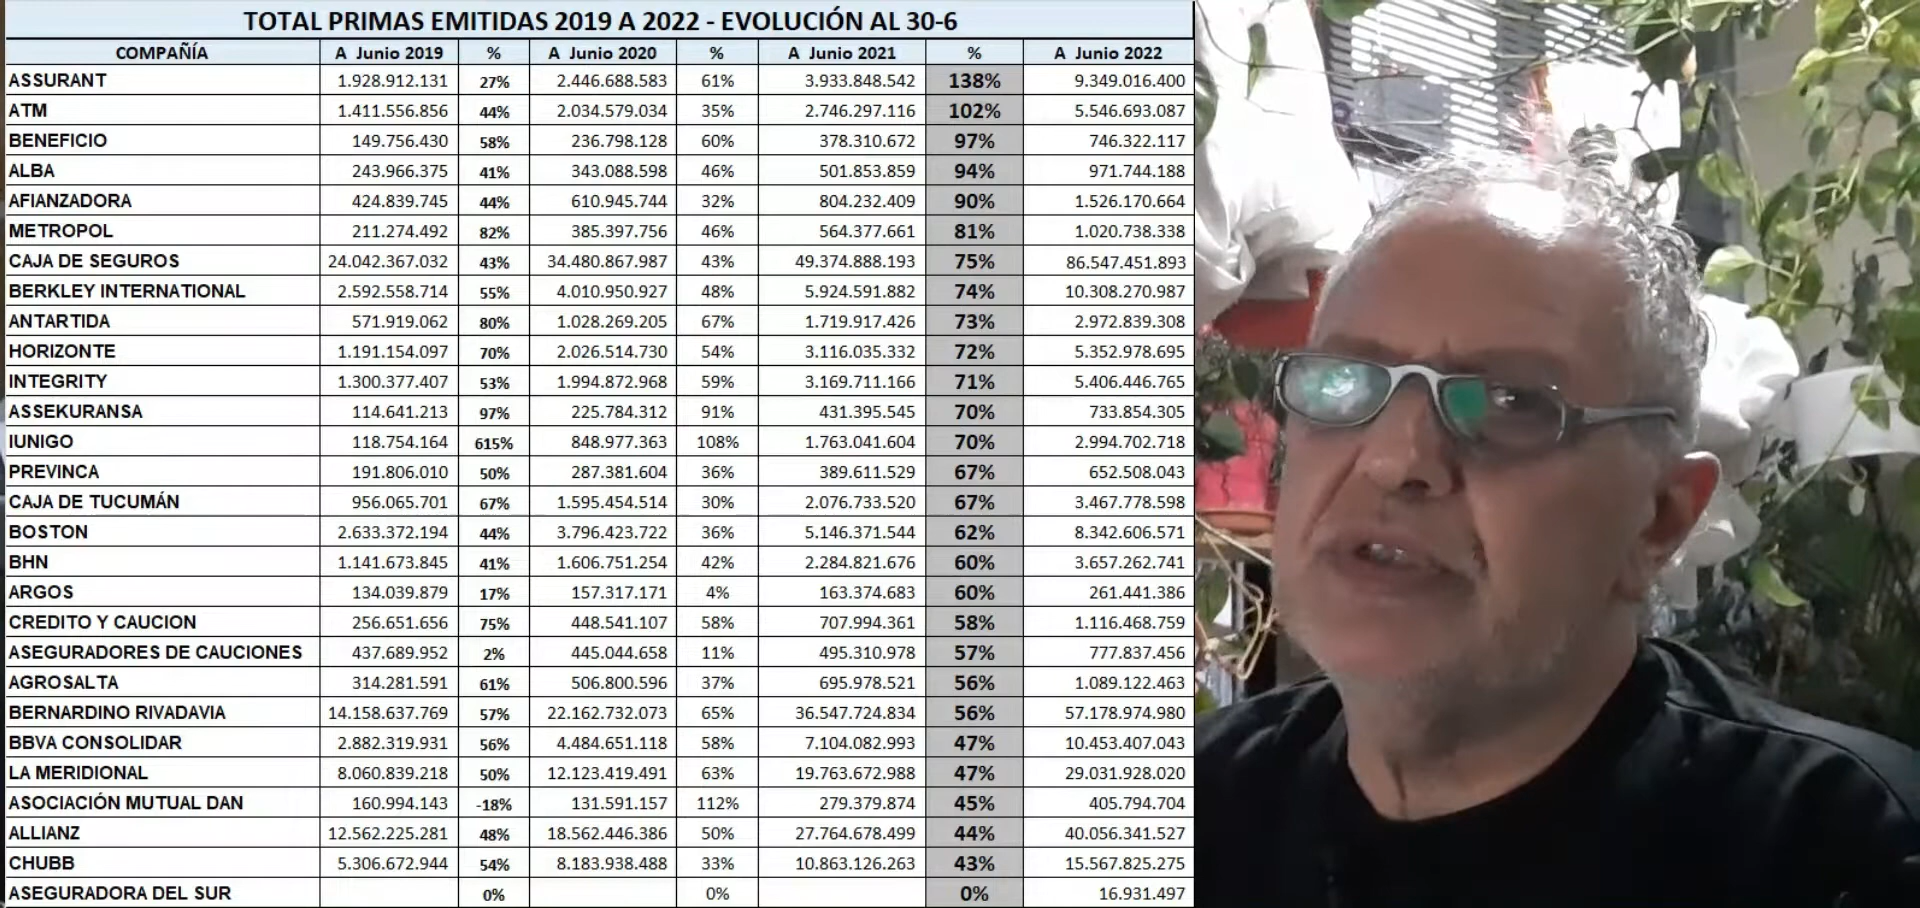 TOTAL PRIMAS EMITIDAS 2019 A 2022 - EVOLUCIÓN AL 30-6
COMPAÑÍA A Junio 2019 % A Junio 2020 % A Junio 2021 % A Junio 2022
ASSURANT 1.928.912.131 27% 2.446.688.583 61% 3.933.848.542 138% 9.349.016.400
ATM 1.411.556.856 44% 2.034.579.034 35% 2.746.297.116 102% 5.546.693.087
BENEFICIO 149.756.430 58% 236.798.128 60% 378.310.672 97% 746.322.117
ALBA 243.966.375 41% 343.088.598 46% 501.853.859 94% 971.744.188
AFIANZADORA 424.839.745 44% 610.945.744 32% 804.232.409 90% 1.526.170.664
METROPOL 211.274.492 82% 385.397.756 46% 564.377.661 81% 1.020.738.338
CAJA DE SEGUROS 24.042.367.032 43% 34.480.867.987 43% 49.374.888.193 75% 86.547.451.893
BERKLEY INTERNATIONAL 2.592.558.714 55% 4.010.950.927 48% 5.924.591.882 74% 10.308.270.987
ANTARTIDA 571.919.062 80% 1.028.269.205 67% 1.719.917.426 73% 2.972.839.308
HORIZONTE 1.191.154.097 70% 2.026.514.730 54% 3.116.035.332 72% 5.352.978.695
INTEGRITY 1.300.377.407 53% 1.994.872.968 59% 3.169.711.166 71% 5.406.446.765
ASSEKURANSA 114.641.213 97% 225.784.312 91% 431.395.545 70% 733.854.305
IUNIGO 118.754.164 615% 848.977.363 108% 1.763.041.604 70% 2.994.702.718
PREVINCA 191.806.010 50% 287.381.604 36% 389.611.529 67% 652.508.043
CAJA DE TUCUMÁN 956.065.701 67% 1.595.454.514 30% 2.076.733.520 67% 3.467.778.598
BOSTON 2.633.372.194 44% 3.796.423.722 36% 5.146.371.544 62% 8.342.606.571
BHN 1.141.673.845 41% 1.606.751.254 42% 2.284.821.676 60% 3.657.262.741
ARGOS 134.039.879 17% 157.317.171 4% 163.374.683 60% 261.441.386
CREDITO Y CAUCION 256.651.656 75% 448.541.107 58% 707.994.361 58% 1.116.468.759
ASEGURADORES DE CAUCIONES 437.689.952 2% 445.044.658 11% 495.310.978 57% 777.837.456
AGROSALTA 314.281.591 61% 506.800.596 37% 695.978.521 56% 1.089.122.463
BERNARDINO RIVADAVIA 14.158.637.769 57% 22.162.732.073 65% 36.547.724.834 56% 57.178.974.980
BBVA CONSOLIDAR 2.882.319.931 56% 4.484.651.118 58% 7.104.082.993 47% 10.453.407.043
LA MERIDIONAL 8.060.839.218 50% 12.123.419.491 63% 19.763.672.988 47% 29.031.928.020
ASOCIACIÓN MUTUAL DAN 160.994.143 -18% 131.591.157 112% 279.379.874 45% 405.794.704
ALLIANZ 12.562.225.281 48% 18.562.446.386 50% 27.764.678.499 44% 40.056.341.527
CHUBB 5.306.672.944 54% 8.183.938.488 33% 10.863.126.263 43% 15.567.825.275
ASEGURADORA DEL SUR 0% 0% 0% 16.931.497